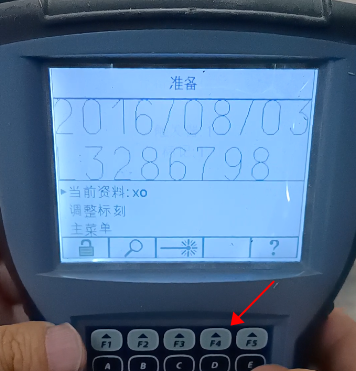 准备
2016/08/03
L3286798
▸当前资料:xo
调整标刻
主菜单
?
F1 F2 F3 F4 F5
A B C D E